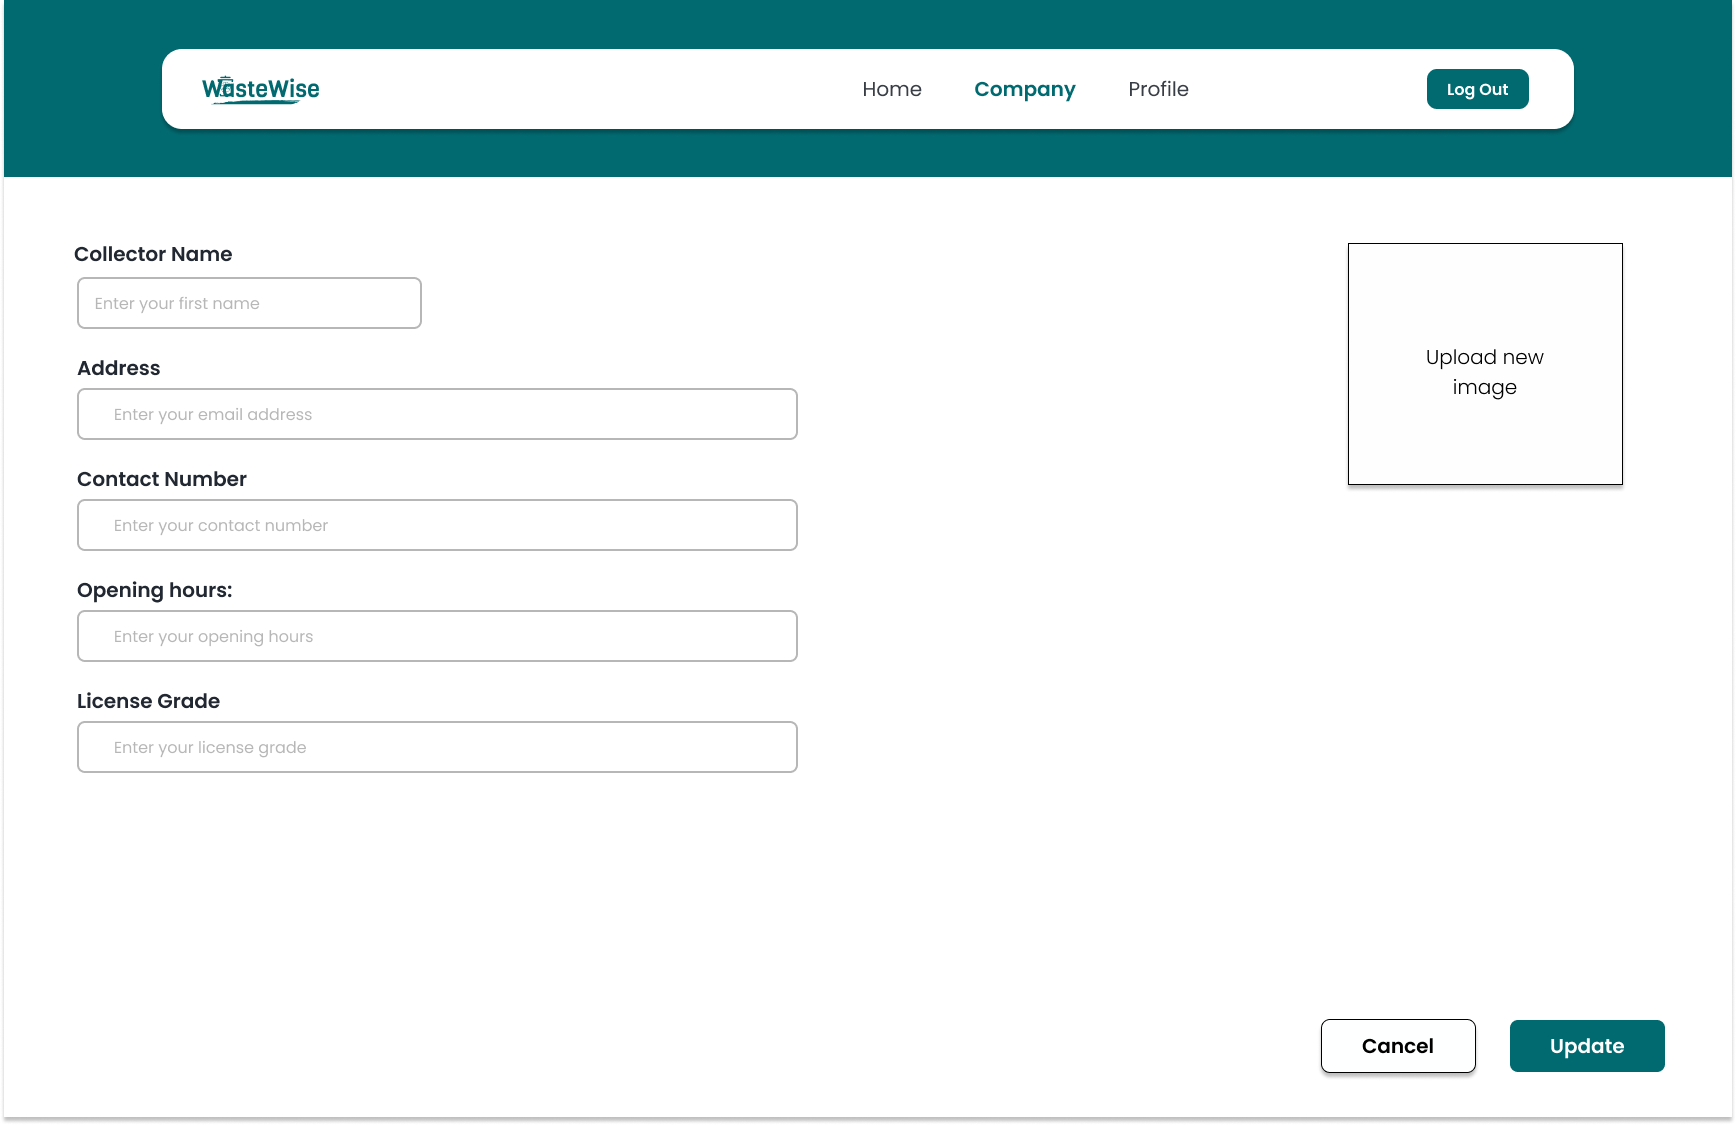 WasteWise
Home
Company
Profile
Log Out
Collector Name
Enter your first name
Address
Enter your email address
Contact Number
Enter your contact number
Opening hours:
Enter your opening hours
License Grade
Enter your license grade
Upload new
image
Cancel
Update